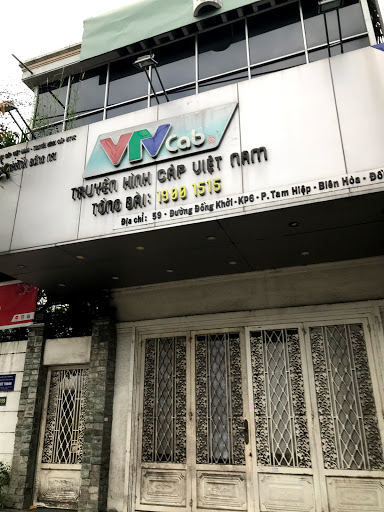 VTVCab
TRUYỀN HÌNH CÁP VIỆT NAM
TỔNG ĐÀI: 1900 1515
Địa chỉ: 59 - Đường Đồng Khởi - KP6 - P. Tam Hiệp - Biên Hòa - Đồ